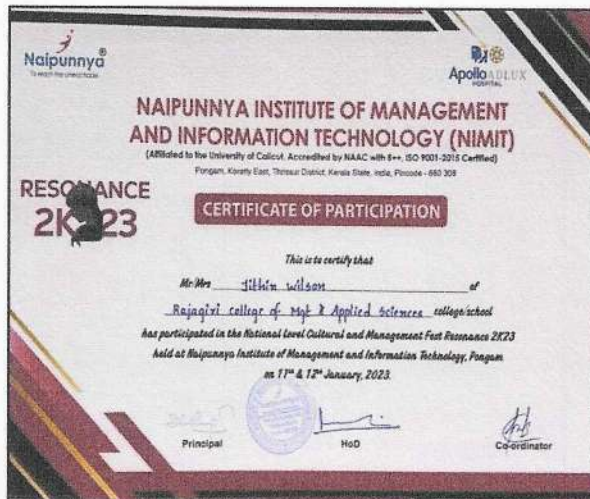 Naipunnya®
Apollo ADLUX
HOSPITAL
NAIPUNNYA INSTITUTE OF MANAGEMENT
AND INFORMATION TECHNOLOGY (NIMIT)
(Affiliated to the University of Calicut, Accredited by NAAC with B++, ISO 9001-2015 Certified)
Pongam, Koratty East, Thrissur District, Kerala State, India, Pincode - 680 308
RESONANCE
2K23
CERTIFICATE OF PARTICIPATION
This is to certify that
Mr/Mrs Jithin Wilson of
Rajagiri College of Mgt & Applied Sciences college/school
has participated in the National Level Cultural and Management Fest Resonance 2K23
held at Naipunnya Institute of Management and Information Technology, Pongam
on 11th & 12th January, 2023.
Principal
HoD
Co-ordinator